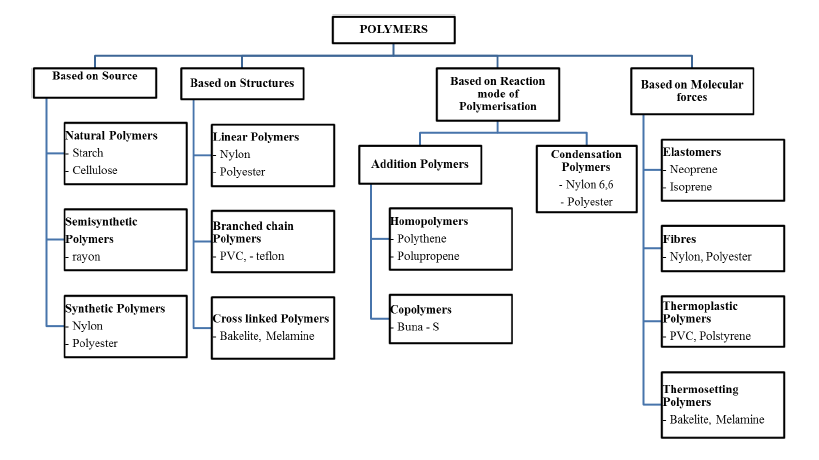 POLYMERS
Based on Source
Natural Polymers
- Starch
- Cellulose
Semisynthetic
Polymers
- rayon
Synthetic Polymers
- Nylon
- Polyester
Based on Structures
Linear Polymers
- Nylon
- Polyester
Branched chain
Polymers
- PVC, - teflon
Cross linked Polymers
- Bakelite, Melamine
Based on Reaction
mode of
Polymerisation
Addition Polymers
Homopolymers
- Polythene
- Polupropene
Copolymers
- Buna - S
Condensation
Polymers
- Nylon 6,6
- Polyester
Based on Molecular
forces
Elastomers
- Neoprene
- Isoprene
Fibres
- Nylon, Polyester
Thermoplastic
Polymers
- PVC, Polstyrene
Thermosetting
Polymers
- Bakelite, Melamine